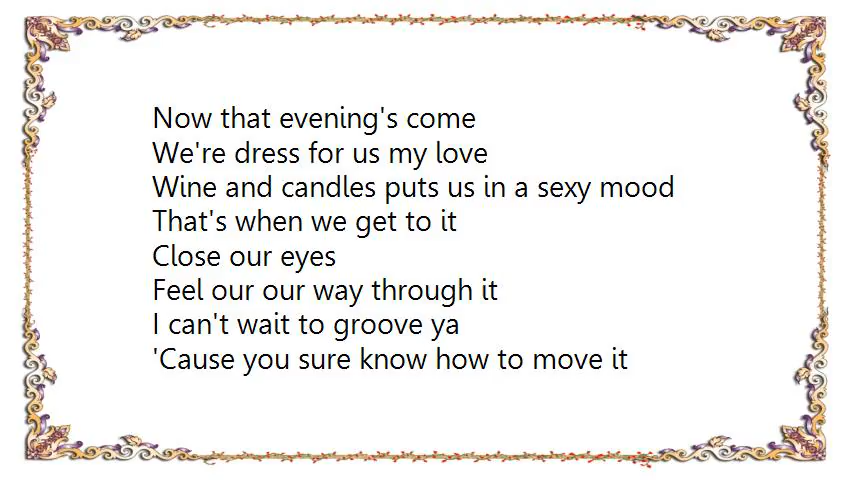 Now that evening's come
We're dress for us my love
Wine and candles puts us in a sexy mood
That's when we get to it
Close our eyes
Feel our our way through it
I can't wait to groove ya
'Cause you sure know how to move it